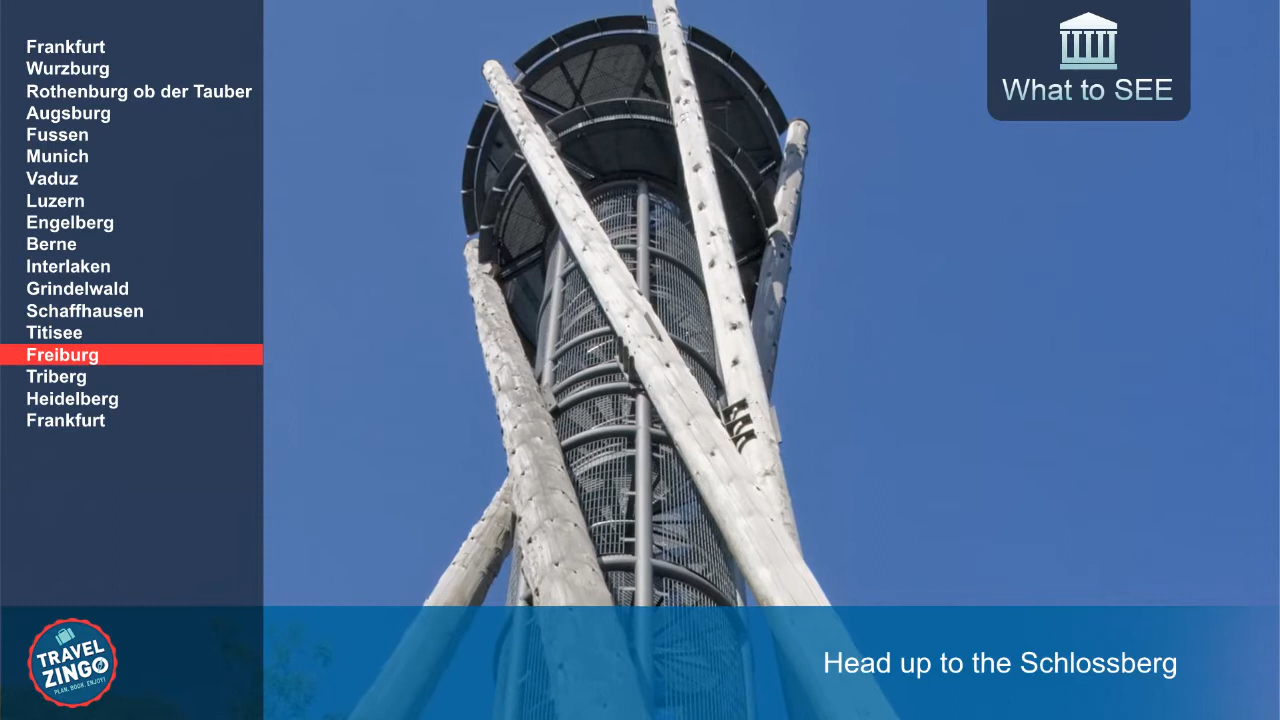 Frankfurt
Wurzburg
Rothenburg ob der Tauber
Augsburg
Fussen
Munich
Vaduz
Luzern
Engelberg
Berne
Interlaken
Grindelwald
Schaffhausen
Titisee
Freiburg
Triberg
Heidelberg
Frankfurt
What to SEE
TRAVEL
ZINGO
PLAN. BOOK. ENJOY!
Head up to the Schlossberg